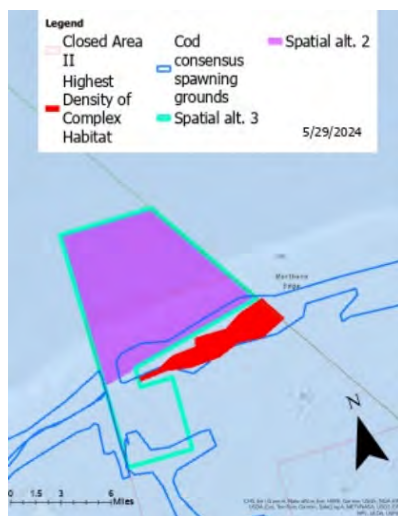 Legend
Closed Area II
Highest Density of Complex Habitat
Cod consensus spawning grounds
Spatial alt. 3
Spatial alt. 2
5/29/2024
Northern
Edge
N
0 1.5 3 6
Miles